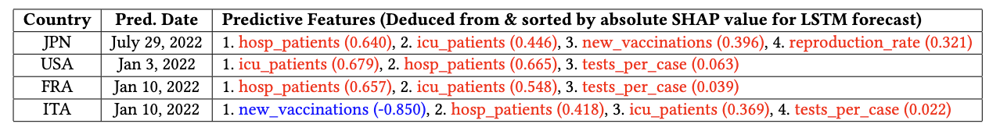 Country Pred. Date Predictive Features (Deduced from & sorted by absolute SHAP value for LSTM forecast)
JPN July 29, 2022 1. hosp_patients (0.640), 2. icu_patients (0.446), 3. new_vaccinations (0.396), 4. reproduction_rate (0.321)
USA Jan 3, 2022 1. icu_patients (0.679), 2. hosp_patients (0.665), 3. tests_per_case (0.063)
FRA Jan 10, 2022 1. hosp_patients (0.657), 2. icu_patients (0.548), 3. tests_per_case (0.039)
ITA Jan 10, 2022 1. new_vaccinations (-0.850), 2. hosp_patients (0.418), 3. icu_patients (0.369), 4. tests_per_case (0.022)